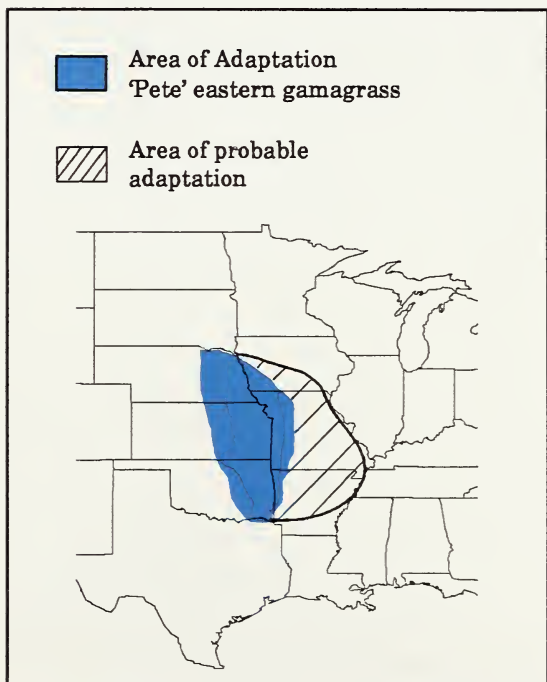 Area of Adaptation
'Pete' eastern gamagrass
Area of probable
adaptation